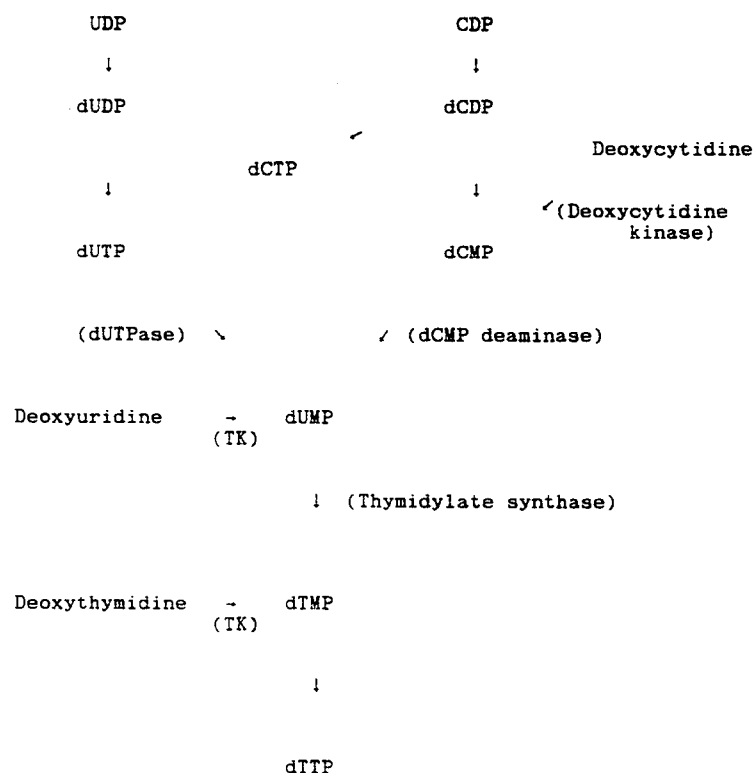 UDP CDP
↓ ↓
dUDP dCDP
↙ Deoxycytidine
dCTP
↓ ↓
↙ (Deoxycytidine
kinase)
dUTP dCMP
(dUTPase) ↘ ↙ (dCMP deaminase)
Deoxyuridine → dUMP
(TK)
↓ (Thymidylate synthase)
Deoxythymidine → dTMP
(TK)
↓
dTTP